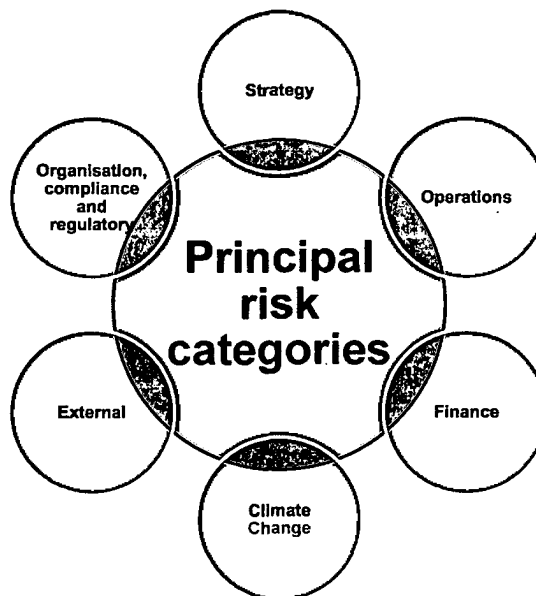 Strategy
Organisation,
compliance
and
regulatory
Operations
Principal
risk
categories
External
Finance
Climate
Change